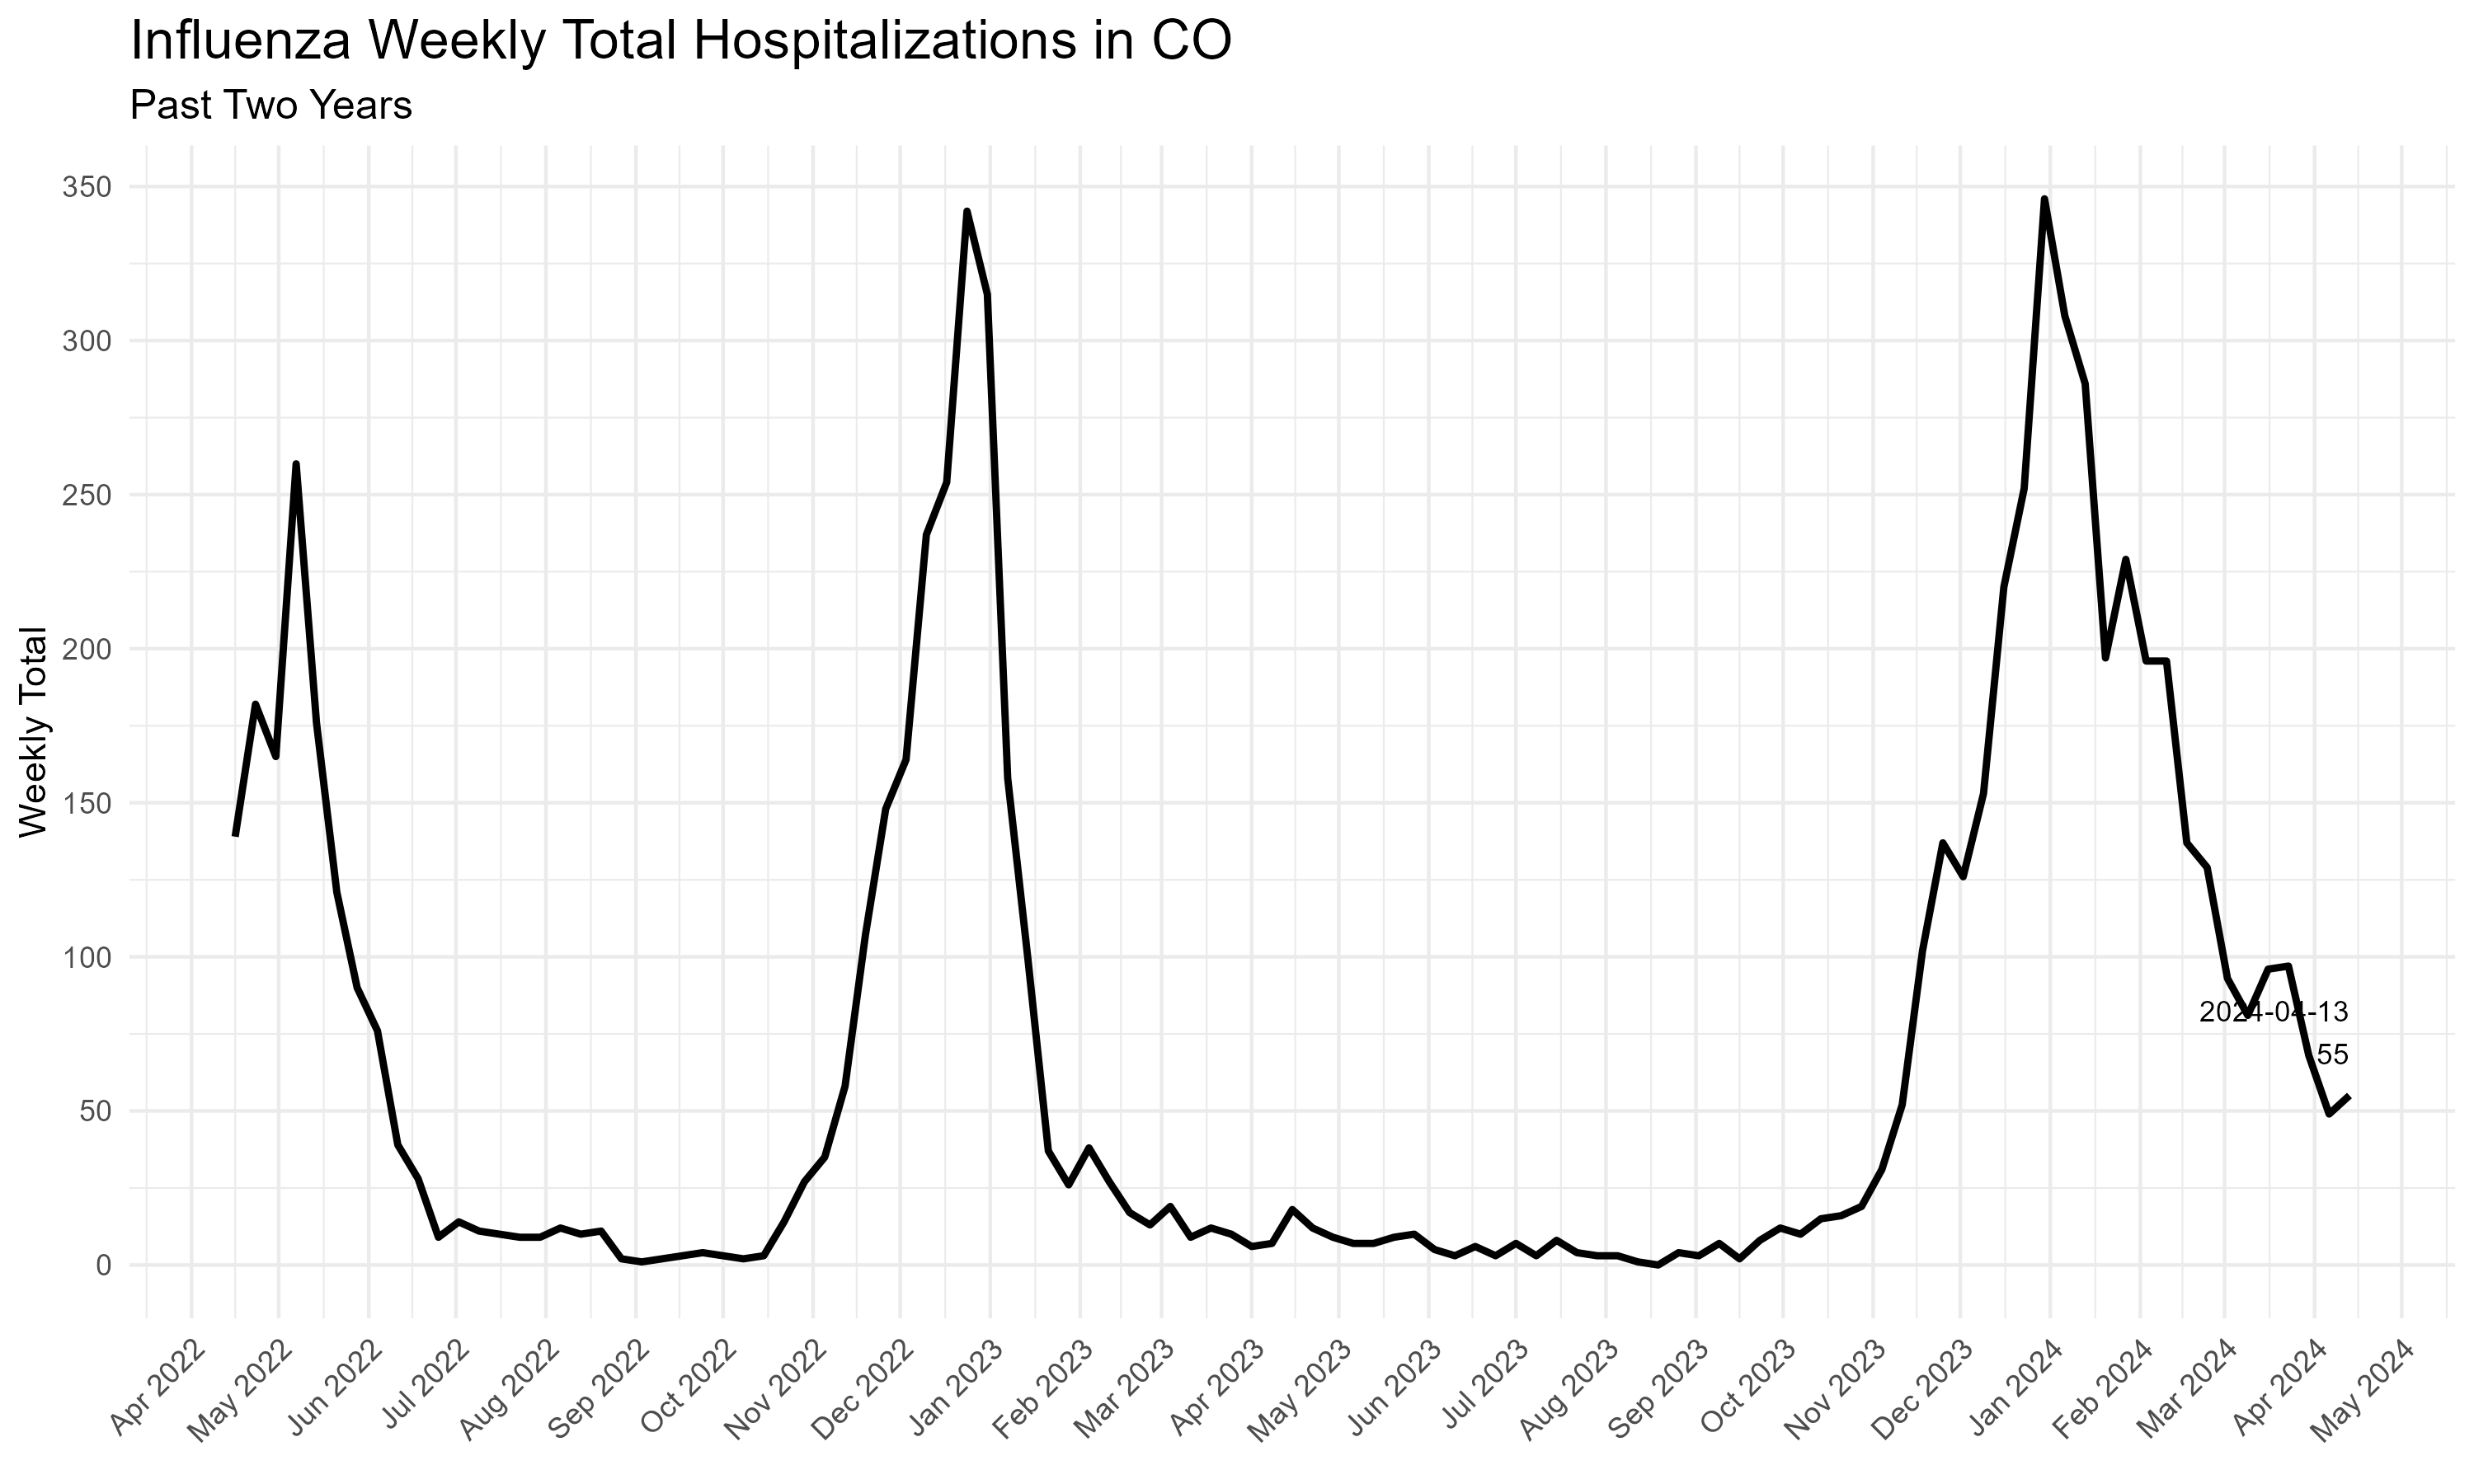 Influenza Weekly Total Hospitalizations in CO
Past Two Years
Weekly Total
350
300
250
200
150
100
50
0
2024-04-13
55
Apr 2022
May 2022
Jun 2022
Jul 2022
Aug 2022
Sep 2022
Oct 2022
Nov 2022
Dec 2022
Jan 2023
Feb 2023
Mar 2023
Apr 2023
May 2023
Jun 2023
Jul 2023
Aug 2023
Sep 2023
Oct 2023
Nov 2023
Dec 2023
Jan 2024
Feb 2024
Mar 2024
Apr 2024
May 2024